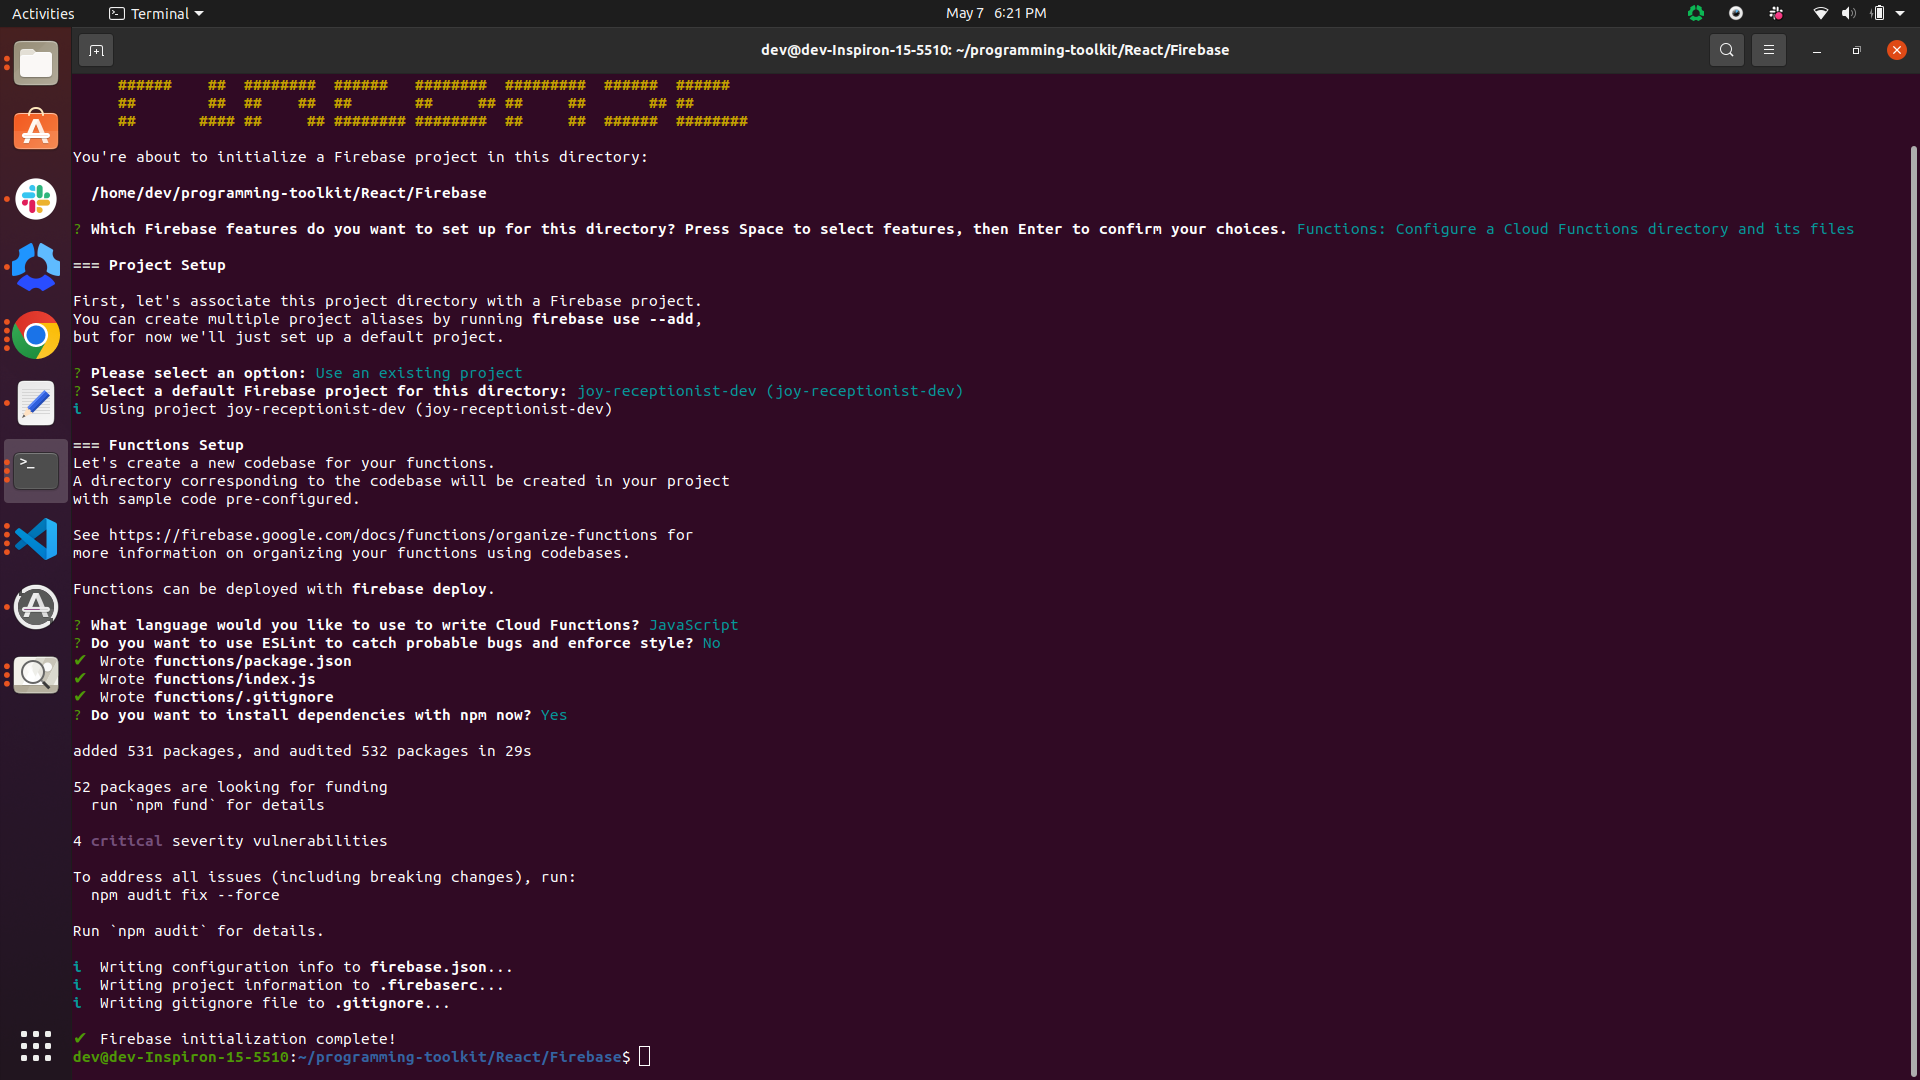 Activities
Terminal
May 7 6:21 PM
dev@dev-Inspiron-15-5510: ~/programming-toolkit/React/Firebase
######    ##  ########  ######   ########  #########  ######  ######
##        ##  ##    ##  ##       ##     ## ##     ##       ## ##
##       #### ##     ## ######## ########  ##     ##  ######  ########
You're about to initialize a Firebase project in this directory:
/home/dev/programming-toolkit/React/Firebase
? Which Firebase features do you want to set up for this directory? Press Space to select features, then Enter to confirm your choices. Functions: Configure a Cloud Functions directory and its files
=== Project Setup
First, let's associate this project directory with a Firebase project.
You can create multiple project aliases by running firebase use --add,
but for now we'll just set up a default project.
? Please select an option: Use an existing project
? Select a default Firebase project for this directory: joy-receptionist-dev (joy-receptionist-dev)
i  Using project joy-receptionist-dev (joy-receptionist-dev)
=== Functions Setup
Let's create a new codebase for your functions.
A directory corresponding to the codebase will be created in your project
with sample code pre-configured.
See https://firebase.google.com/docs/functions/organize-functions for
more information on organizing your functions using codebases.
Functions can be deployed with firebase deploy.
? What language would you like to use to write Cloud Functions? JavaScript
? Do you want to use ESLint to catch probable bugs and enforce style? No
✔  Wrote functions/package.json
✔  Wrote functions/index.js
✔  Wrote functions/.gitignore
? Do you want to install dependencies with npm now? Yes
added 531 packages, and audited 532 packages in 29s
52 packages are looking for funding
run `npm fund` for details
4 critical severity vulnerabilities
To address all issues (including breaking changes), run:
npm audit fix --force
Run `npm audit` for details.
i  Writing configuration info to firebase.json...
i  Writing project information to .firebaserc...
i  Writing gitignore file to .gitignore...
✔  Firebase initialization complete!
dev@dev-Inspiron-15-5510:~/programming-toolkit/React/Firebase$